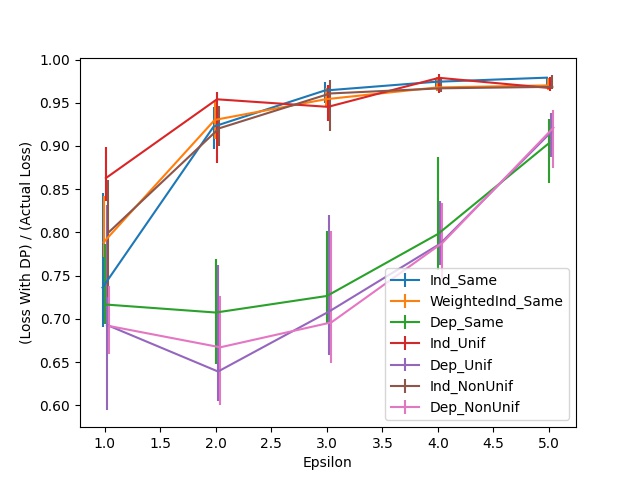 1.00
0.95
0.90
0.85
0.80
0.75
0.70
0.65
0.60
(Loss With DP) / (Actual Loss)
Ind_Same
WeightedInd_Same
Dep_Same
Ind_Unif
Dep_Unif
Ind_NonUnif
Dep_NonUnif
1.0 1.5 2.0 2.5 3.0 3.5 4.0 4.5 5.0
Epsilon